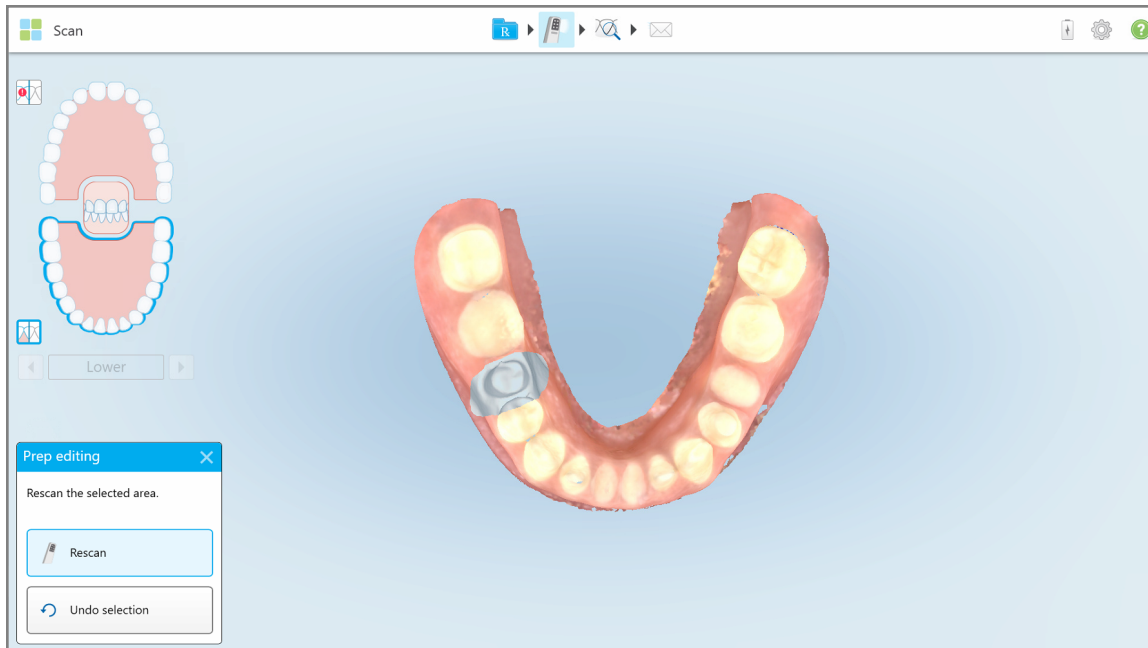 Scan
R
?
!
Lower
Prep editing
Rescan the selected area.
Rescan
Undo selection